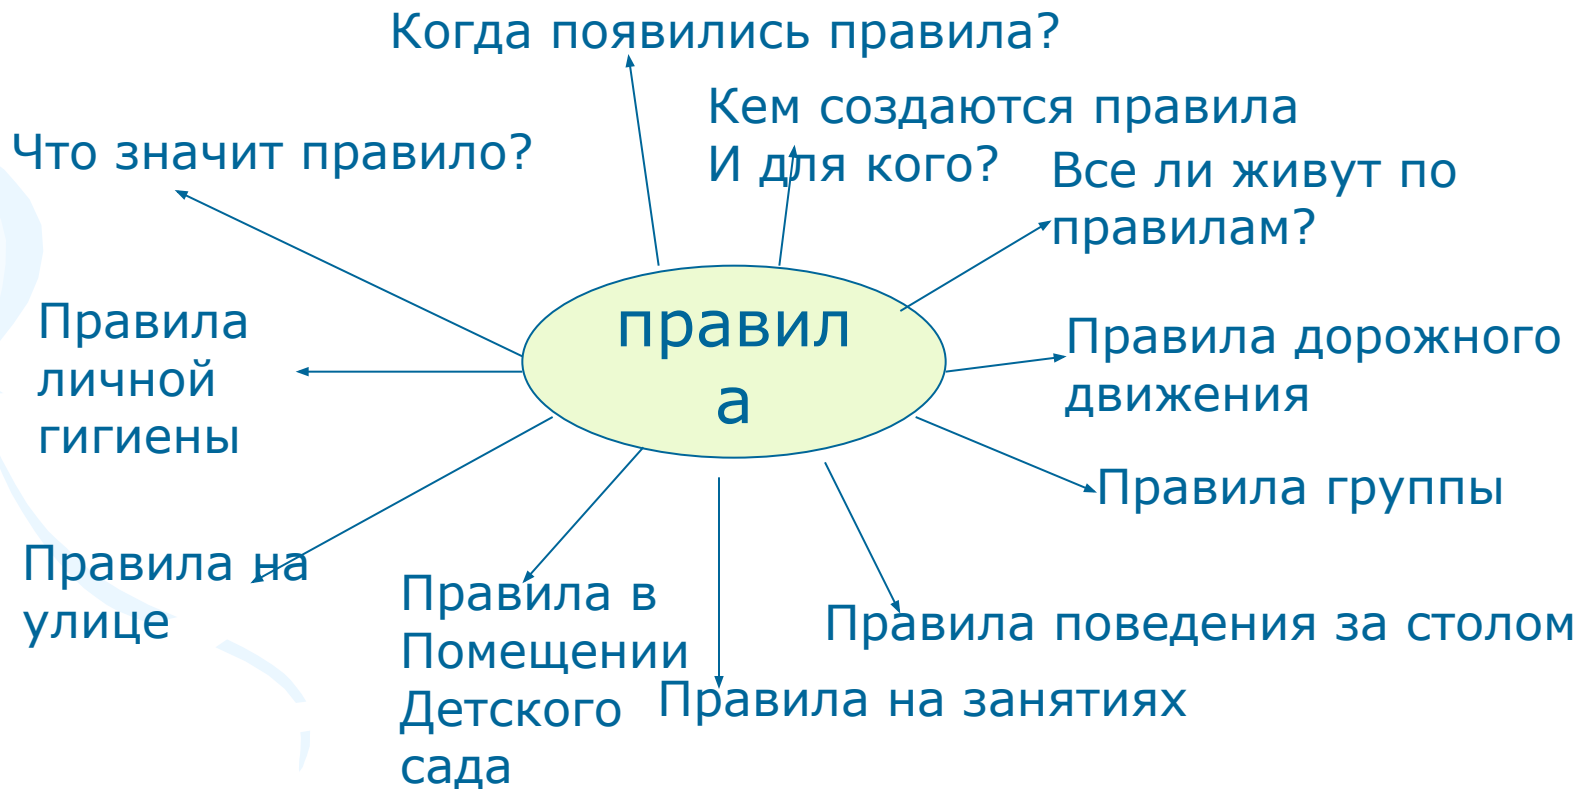 Когда появились правила?
Кем создаются правила
И для кого?
Что значит правило?
Все ли живут по
правилам?
правил
а
Правила
личной
гигиены
Правила дорожного
движения
Правила группы
Правила на
улице
Правила в
Помещении
Детского
сада
Правила поведения за столом
Правила на занятиях